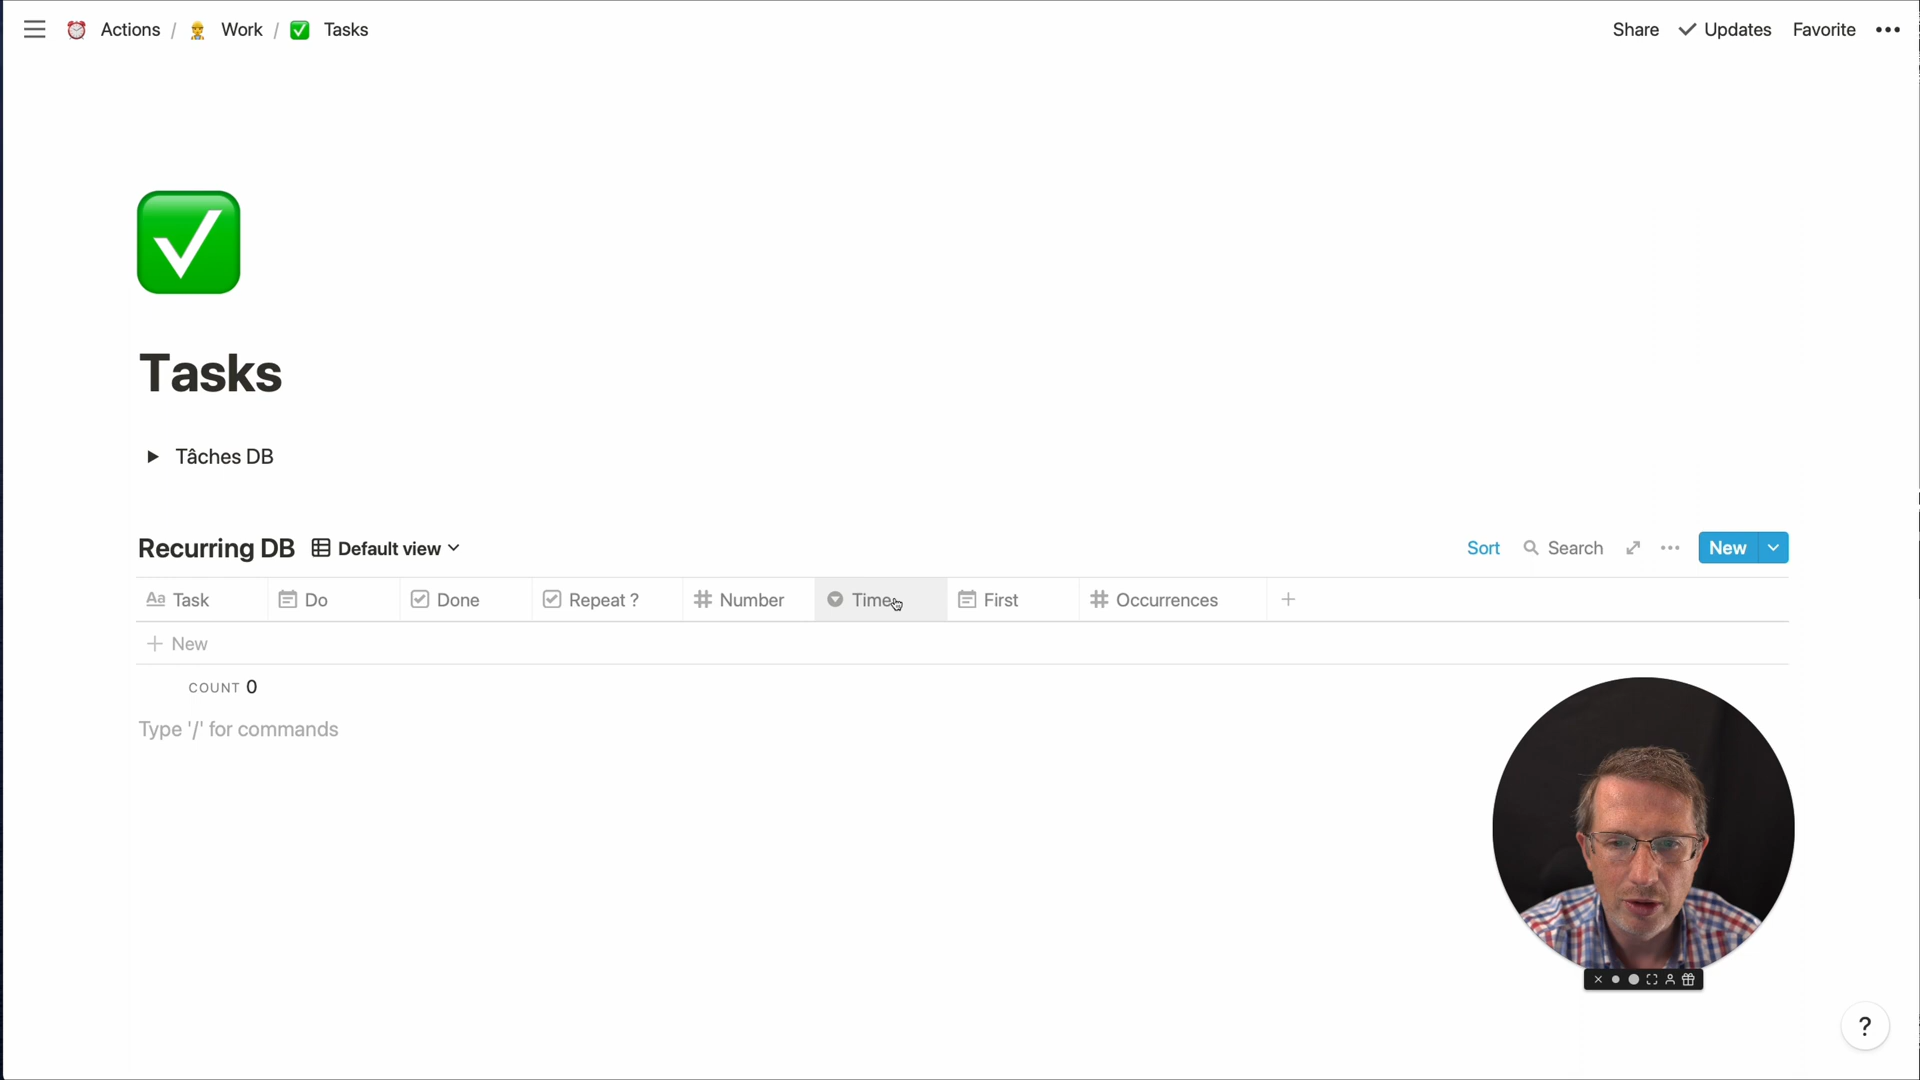 Actions / Work / Tasks Share Updates Favorite
Tasks
Tâches DB
Recurring DB Default view Sort Search New
Aa Task Do Done Repeat ? Number Time First Occurrences
New
COUNT 0
Type '/' for commands
?